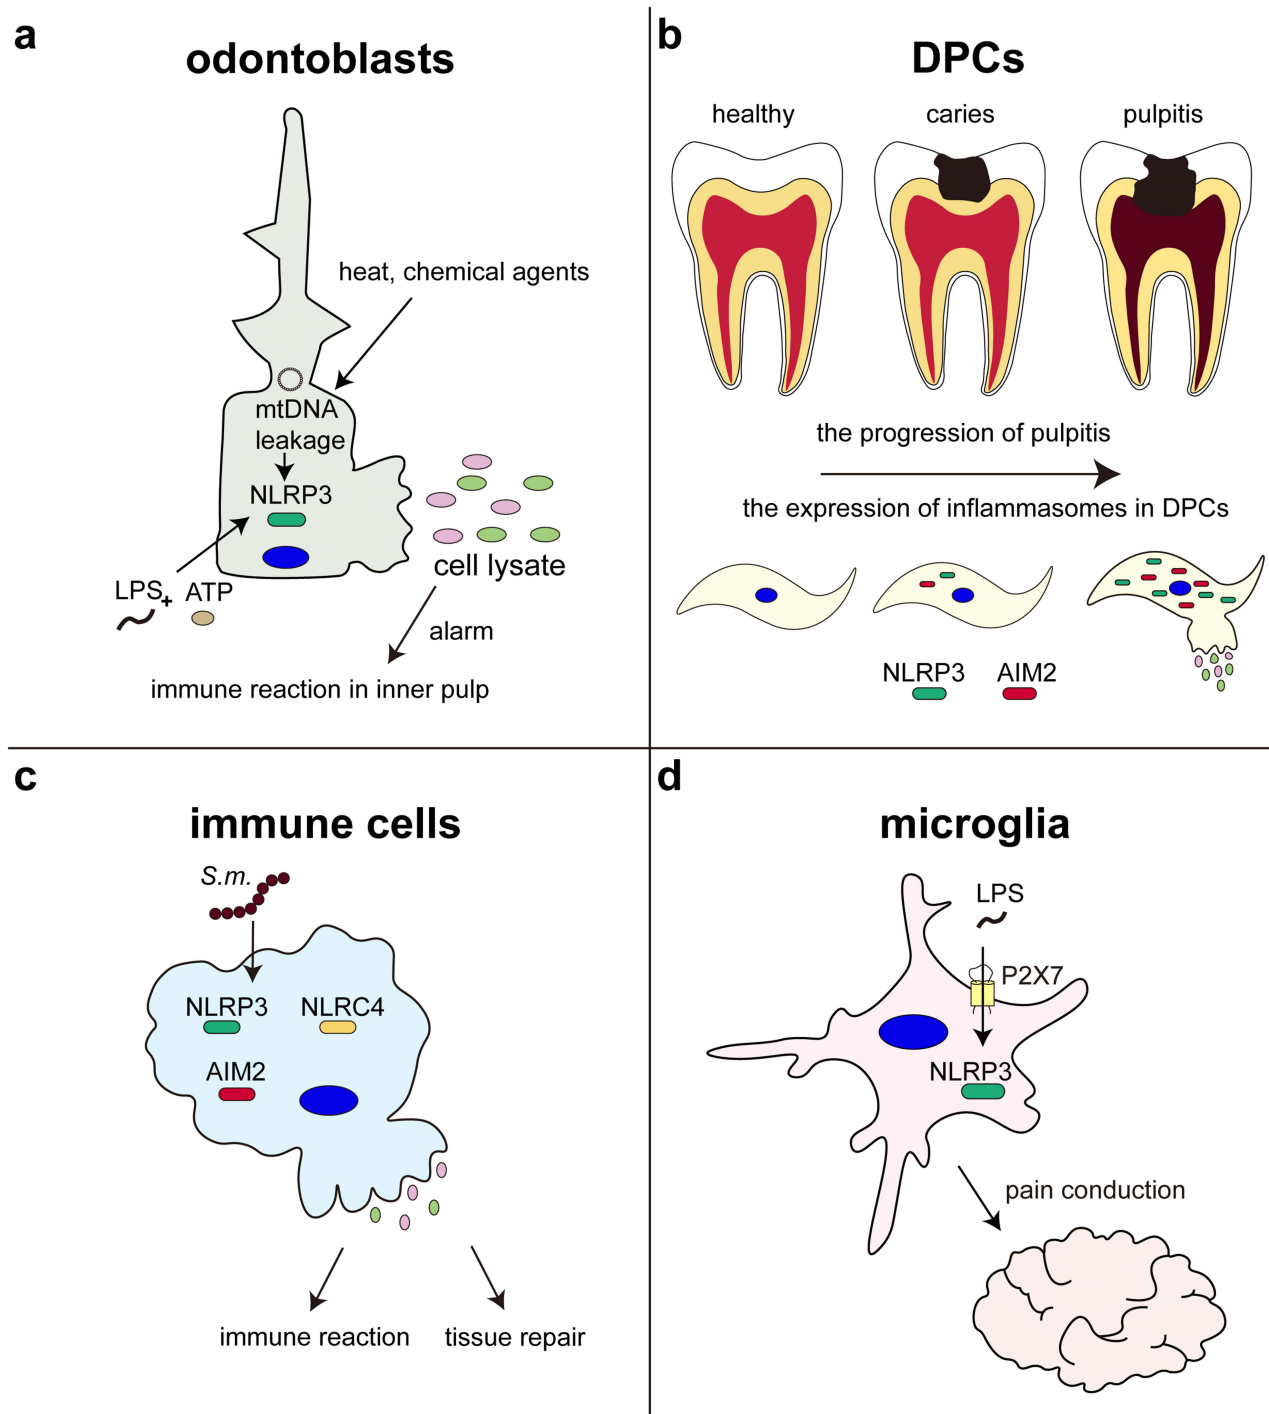 a
odontoblasts
heat, chemical agents
mtDNA
leakage
NLRP3
LPS+ ATP
cell lysate
alarm
immune reaction in inner pulp
b
DPCs
healthy caries pulpitis
the progression of pulpitis
the expression of inflammasomes in DPCs
NLRP3 AIM2
c
immune cells
S.m.
NLRP3 NLRC4
AIM2
immune reaction tissue repair
d
microglia
LPS
P2X7
NLRP3
pain conduction